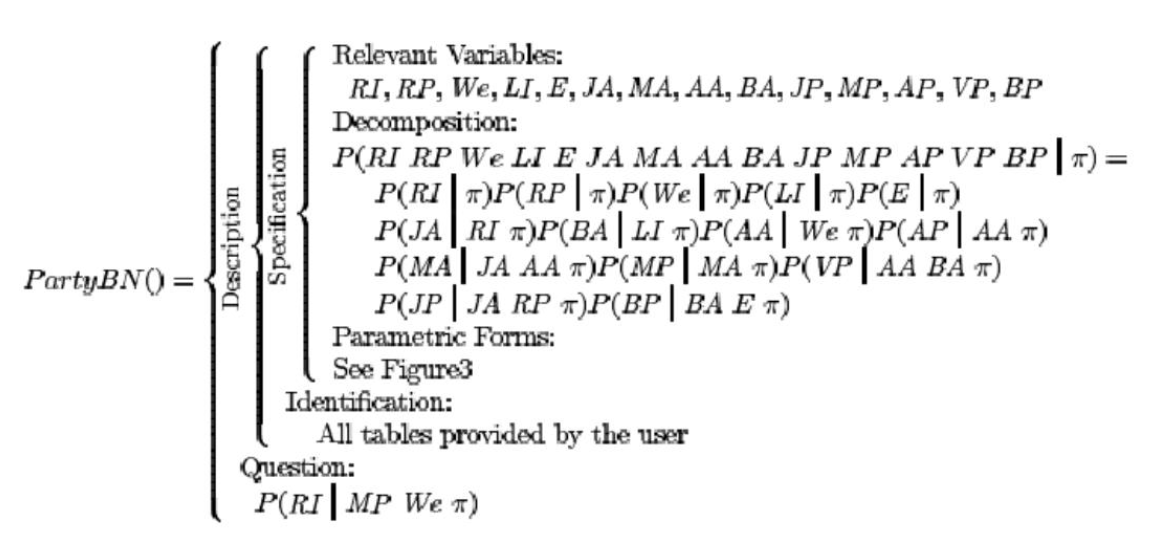 Relevant Variables:
RI, RP, We, LI, E, JA, MA, AA, BA, JP, MP, AP, VP, BP
Decomposition:
P(RI RP We LI E JA MA AA BA JP MP AP VP BP | π) =
P(RI | π)P(RP | π)P(We | π)P(LI | π)P(E | π)
P(JA | RI π)P(BA | LI π)P(AA | We π)P(AP | AA π)
P(MA | JA AA π)P(MP | MA π)P(VP | AA BA π)
P(JP | JA RP π)P(BP | BA E π)
Parametric Forms:
See Figure3
Specification
Identification:
All tables provided by the user
Description
Question:
P(RI | MP We π)
PartyBN() =